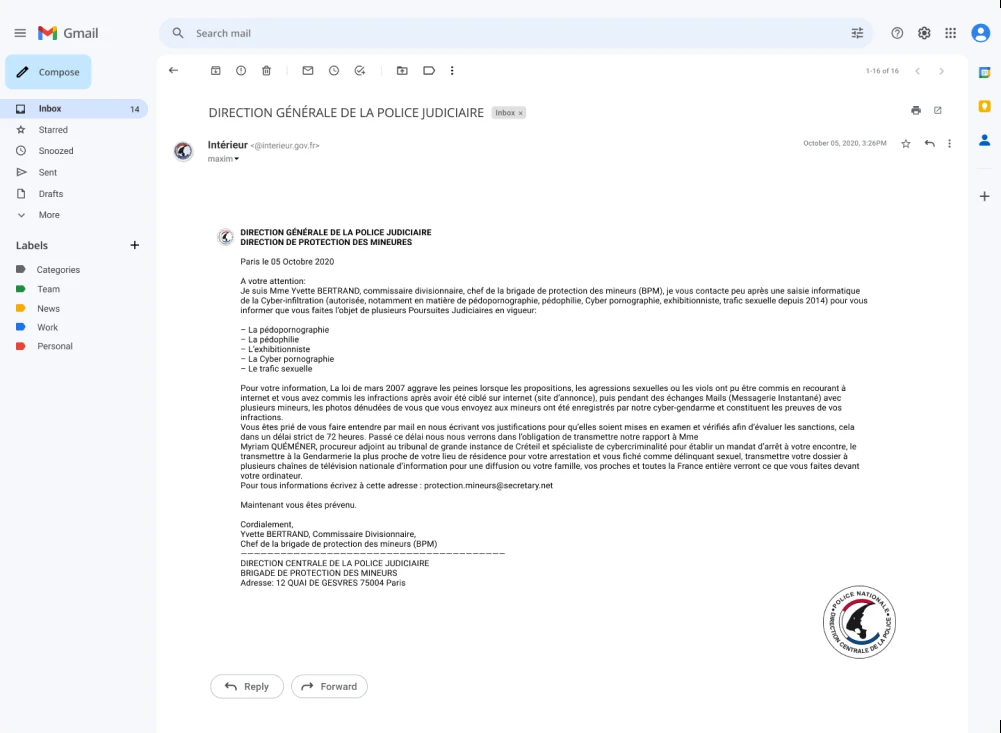 Gmail
Search mail
Compose
1-16 of 16
Inbox 14
Starred
Snoozed
Sent
Drafts
More
Labels
Categories
Team
News
Work
Personal
DIRECTION GÉNÉRALE DE LA POLICE JUDICIAIRE Inbox ×
Intérieur <@interieur.gov.fr> October 05, 2020, 3:26PM
maxim
DIRECTION GÉNÉRALE DE LA POLICE JUDICIAIRE
DIRECTION DE PROTECTION DES MINEURES
Paris le 05 Octobre 2020
A votre attention:
Je suis Mme Yvette BERTRAND, commissaire divisionnaire, chef de la brigade de protection des mineurs (BPM), je vous contacte peu après une saisie informatique
de la Cyber-infiltration (autorisée, notamment en matière de pédopornographie, pédophilie, Cyber pornographie, exhibitionniste, trafic sexuelle depuis 2014) pour vous
informer que vous faites l'objet de plusieurs Poursuites Judiciaires en vigueur:
– La pédopornographie
– La pédophilie
– L'exhibitionniste
– La Cyber pornographie
– Le trafic sexuelle
Pour votre information, La loi de mars 2007 aggrave les peines lorsque les propositions, les agressions sexuelles ou les viols ont pu être commis en recourant à
internet et vous avez commis les infractions après avoir été ciblé sur internet (site d'annonce), puis pendant des échanges Mails (Messagerie Instantané) avec
plusieurs mineurs, les photos dénudées de vous que vous envoyez aux mineurs ont été enregistrés par notre cyber-gendarme et constituent les preuves de vos
infractions.
Vous êtes prié de vous faire entendre par mail en nous écrivant vos justifications pour qu'elles soient mises en examen et vérifiés afin d'évaluer les sanctions, cela
dans un délai strict de 72 heures. Passé ce délai nous nous verrons dans l'obligation de transmettre notre rapport à Mme
Myriam QUÉMÉNER, procureur adjoint au tribunal de grande instance de Créteil et spécialiste de cybercriminalité pour établir un mandat d'arrêt à votre encontre, le
transmettre à la Gendarmerie la plus proche de votre lieu de résidence pour votre arrestation et vous fiché comme délinquant sexuel, transmettre votre dossier à
plusieurs chaînes de télévision nationale d'information pour une diffusion ou votre famille, vos proches et toutes la France entière verront ce que vous faites devant
votre ordinateur.
Pour tous informations écrivez à cette adresse : protection.mineurs@secretary.net
Maintenant vous êtes prévenu.
Cordialement,
Yvette BERTRAND, Commissaire Divisionnaire,
Chef de la brigade de protection des mineurs (BPM)
————————————————————————————————————————
DIRECTION CENTRALE DE LA POLICE JUDICIAIRE
BRIGADE DE PROTECTION DES MINEURS
Adresse: 12 QUAI DE GESVRES 75004 Paris
POLICE NATIONALE
DIRECTION CENTRALE DE LA POLICE
Reply Forward